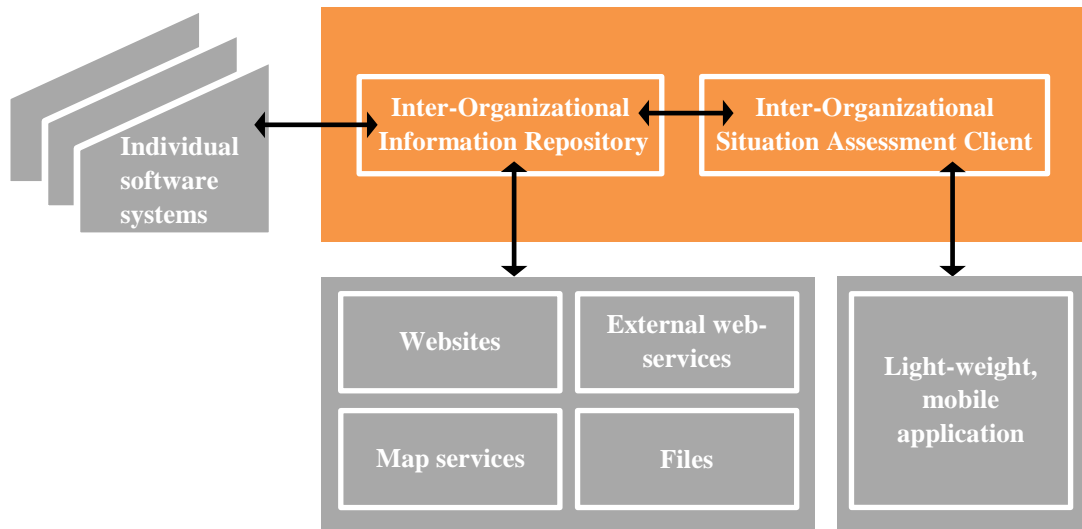 Individual
software
systems
Inter-Organizational
Information Repository
Inter-Organizational
Situation Assessment Client
Websites
External web-
services
Map services
Files
Light-weight,
mobile
application